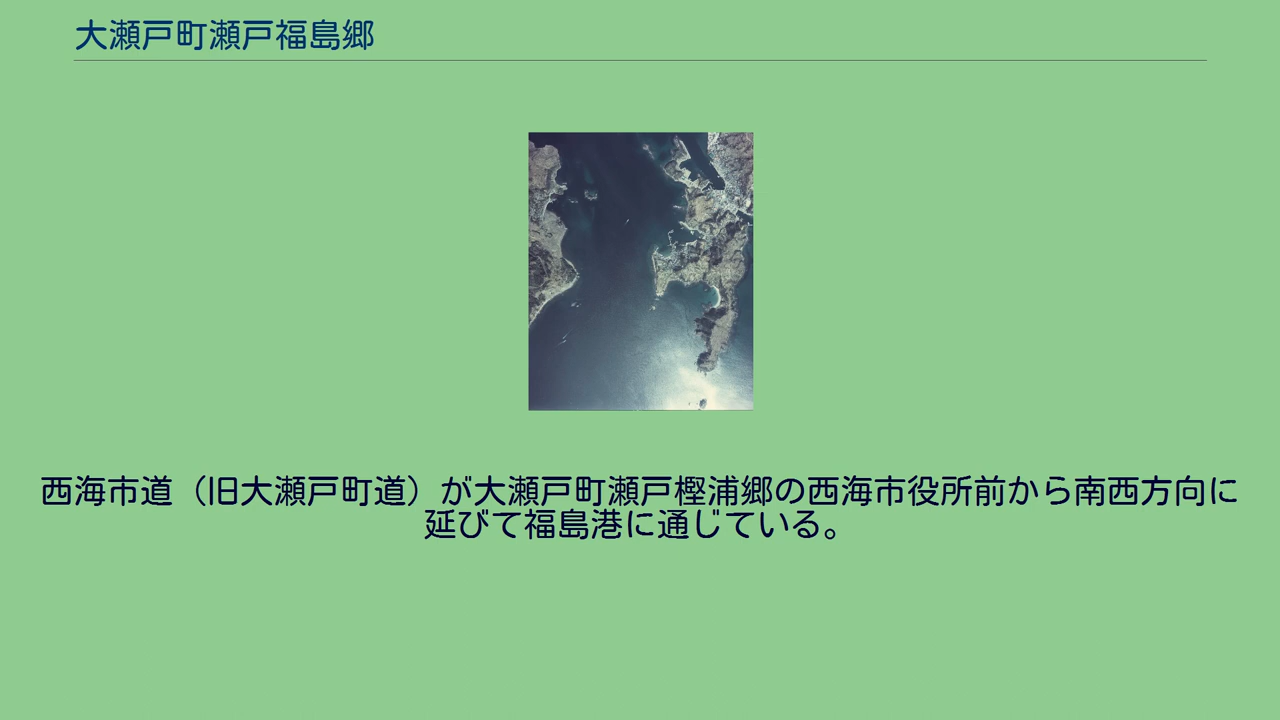 大瀬戸町瀬戸福島郷
西海市道（旧大瀬戸町道）が大瀬戸町瀬戸樫浦郷の西海市役所前から南西方向に
延びて福島港に通じている。